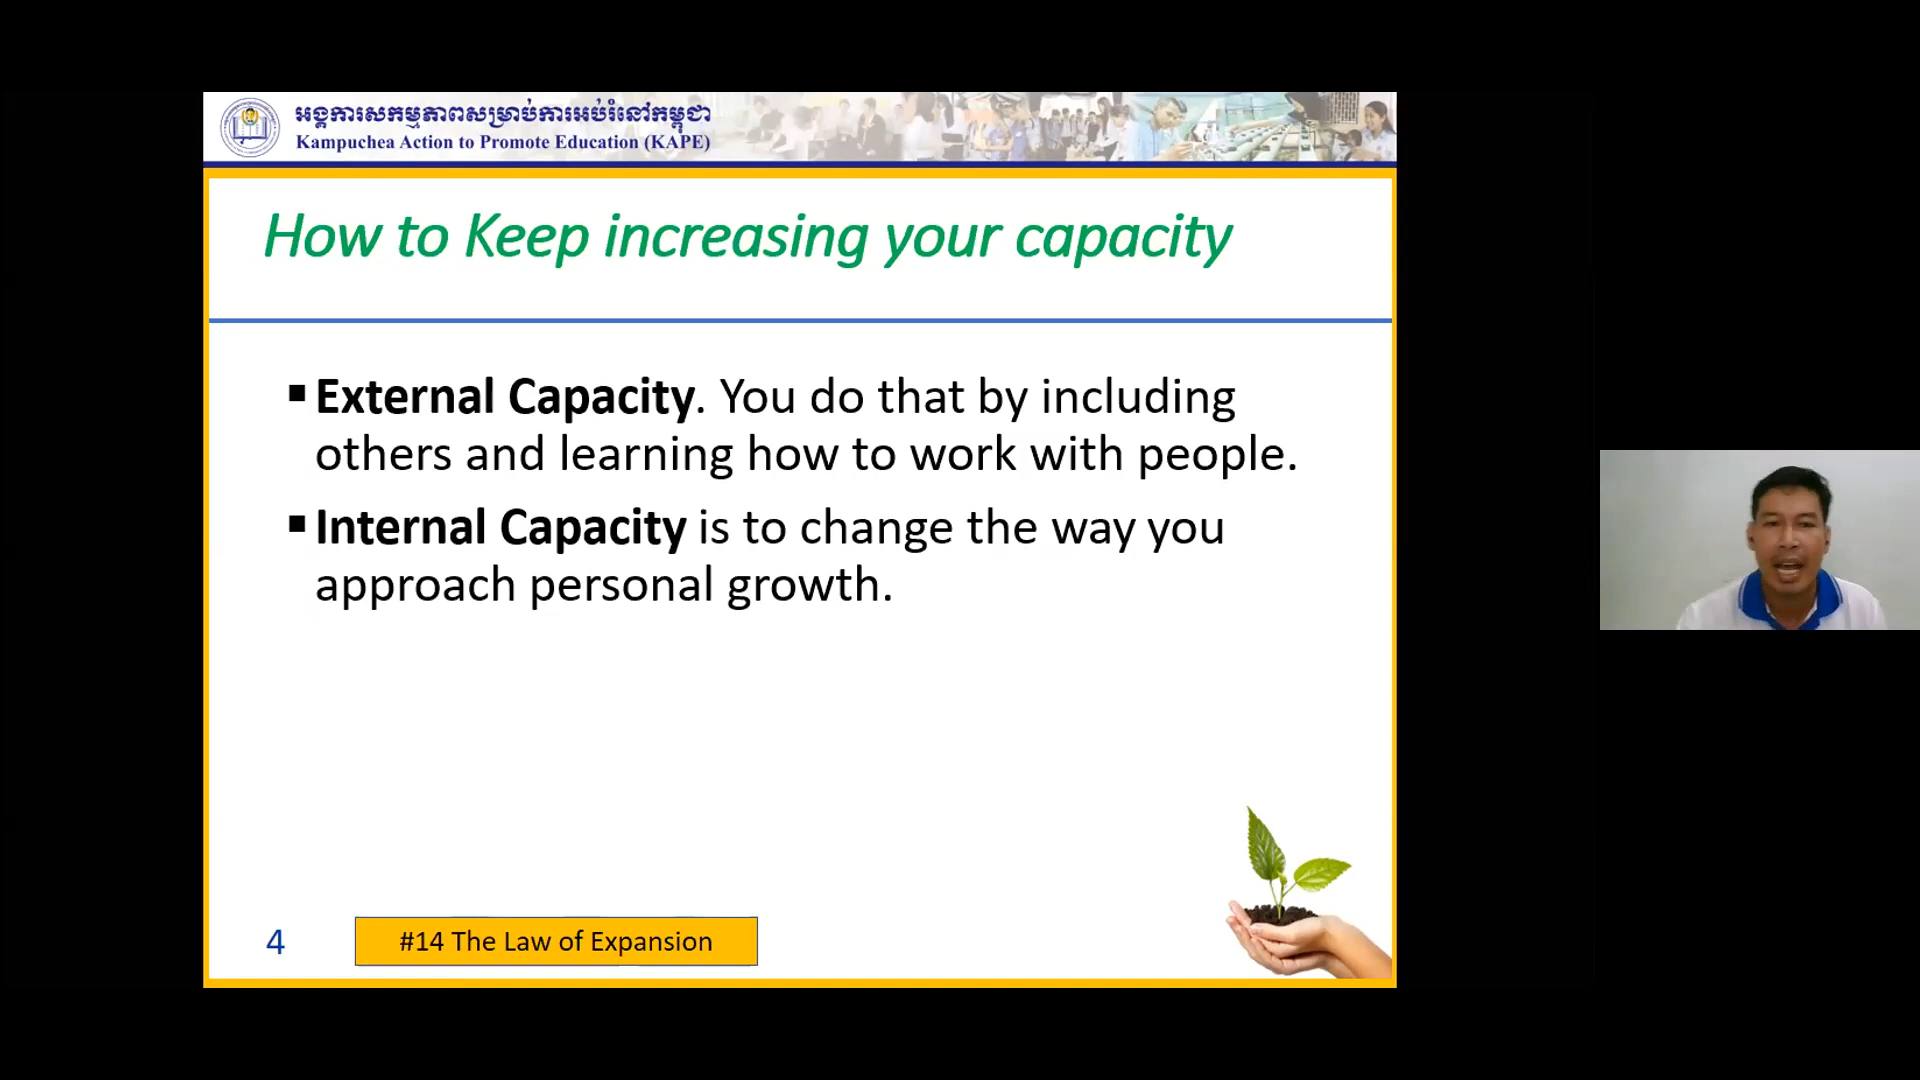 អង្គការសកម្មភាពសម្រាប់ការអប់រំនៅកម្ពុជា
Kampuchea Action to Promote Education (KAPE)
How to Keep increasing your capacity
▪ External Capacity. You do that by including
others and learning how to work with people.
▪ Internal Capacity is to change the way you
approach personal growth.
4
#14 The Law of Expansion